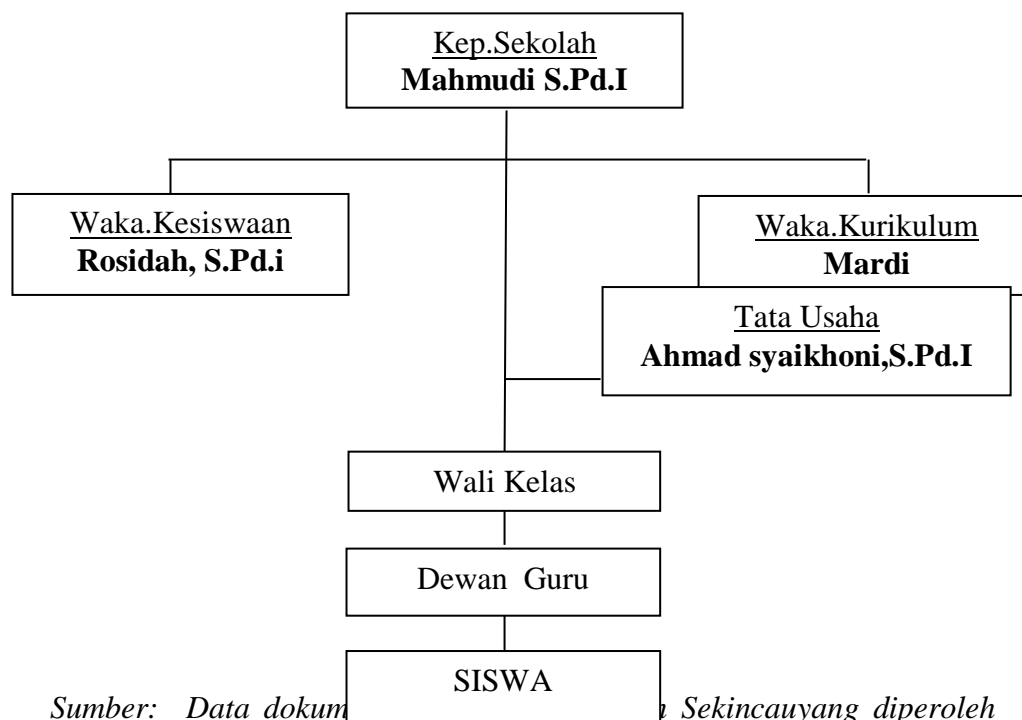 Kep.Sekolah
Mahmudi S.Pd.I
Waka.Kesiswaan
Rosidah, S.Pd.i
Waka.Kurikulum
Mardi
Tata Usaha
Ahmad syaikhoni,S.Pd.I
Wali Kelas
Dewan Guru
SISWA
Sumber: Data Sekincauyang diperoleh